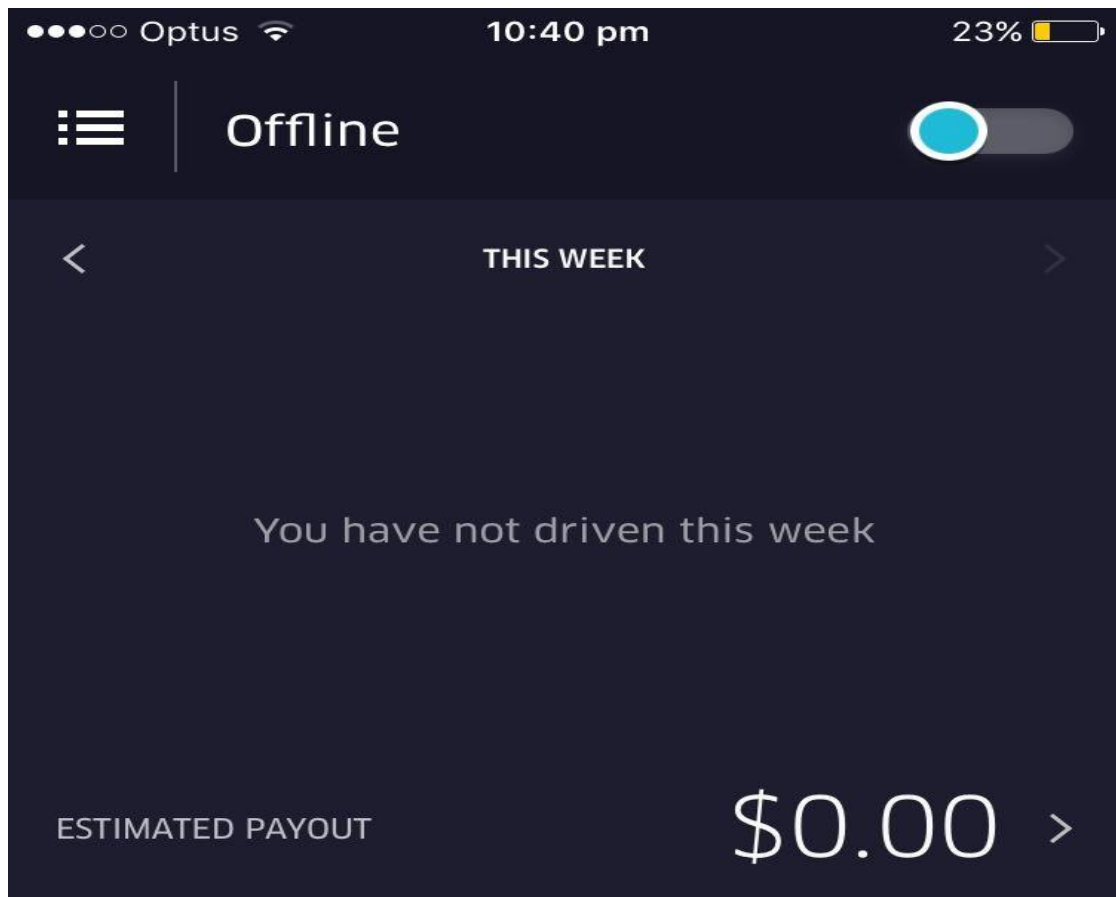 Optus 10:40 pm 23%
Offline
THIS WEEK
You have not driven this week
ESTIMATED PAYOUT $0.00